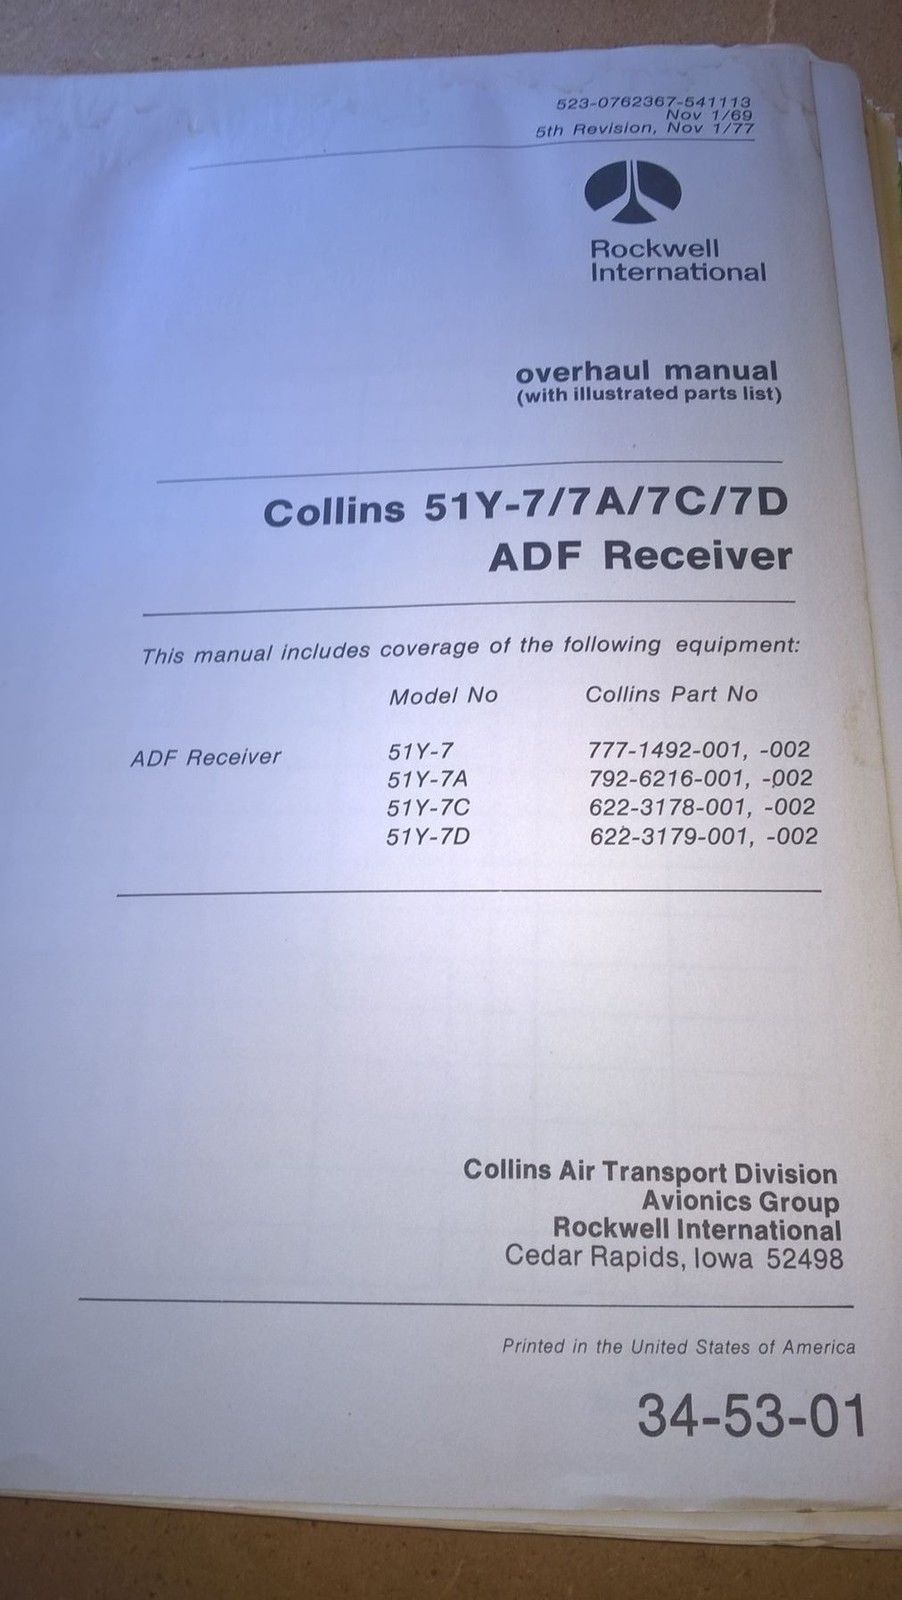 523-0762367-541113
Nov 1/69
5th Revision, Nov 1/77
Rockwell
International
overhaul manual
(with illustrated parts list)
Collins 51Y-7/7A/7C/7D
ADF Receiver
This manual includes coverage of the following equipment:
Model No Collins Part No
ADF Receiver 51Y-7 777-1492-001, -002
51Y-7A 792-6216-001, -002
51Y-7C 622-3178-001, -002
51Y-7D 622-3179-001, -002
Collins Air Transport Division
Avionics Group
Rockwell International
Cedar Rapids, Iowa 52498
Printed in the United States of America
34-53-01